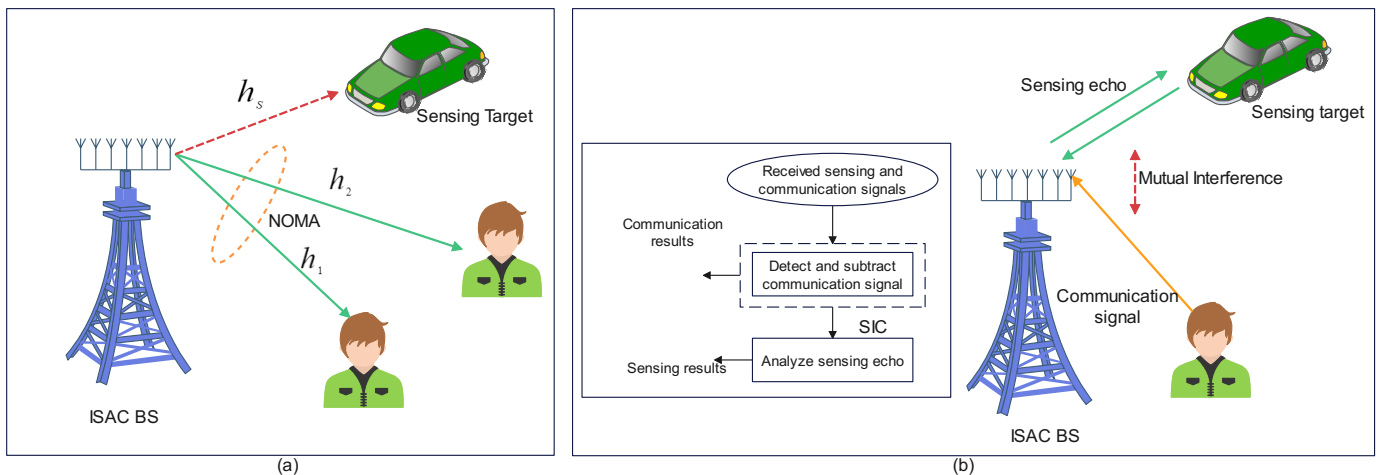 h_s
Sensing Target
h_2
NOMA
h_1
ISAC BS
(a)
Sensing echo
Sensing target
Received sensing and
communication signals
Mutual Interference
Communication
results
Detect and subtract
communication signal
SIC
Communication
signal
Sensing results
Analyze sensing echo
ISAC BS
(b)